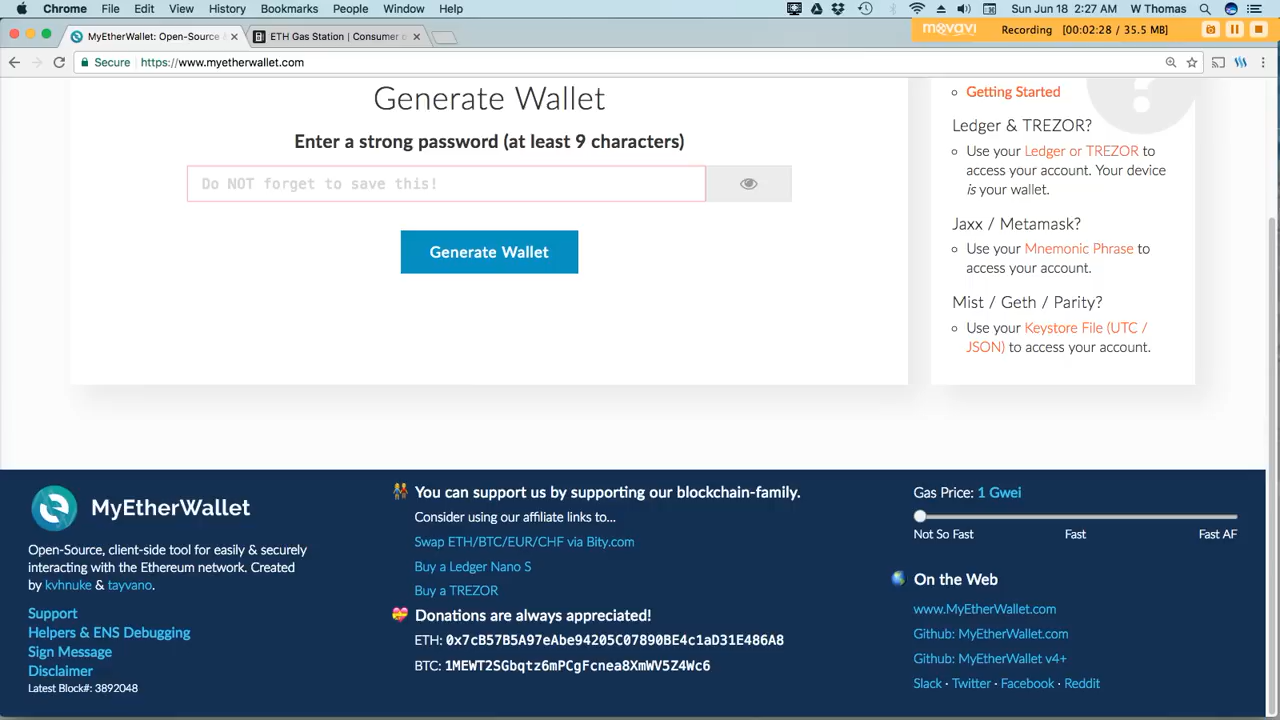 Chrome File Edit View History Bookmarks People Window Help Sun Jun 18 2:27 AM W Thomas
MyEtherWallet: Open-Source
ETH Gas Station | Consumer d
movavi
Recording [00:02:28 / 35.5 MB]
Secure https://www.myetherwallet.com
Generate Wallet
Enter a strong password (at least 9 characters)
Do NOT forget to save this!
Generate Wallet
Getting Started
Ledger & TREZOR?
Use your Ledger or TREZOR to
access your account. Your device
is your wallet.
Jaxx / Metamask?
Use your Mnemonic Phrase to
access your account.
Mist / Geth / Parity?
Use your Keystore File (UTC /
JSON) to access your account.
MyEtherWallet
Open-Source, client-side tool for easily & securely
interacting with the Ethereum network. Created
by kvhnuke & tayvano.
Support
Helpers & ENS Debugging
Sign Message
Disclaimer
Latest Block#: 3892048
You can support us by supporting our blockchain-family.
Consider using our affiliate links to...
Swap ETH/BTC/EUR/CHF via Bity.com
Buy a Ledger Nano S
Buy a TREZOR
Donations are always appreciated!
ETH: 0x7cB57B5A97eAbe94205C07890BE4c1aD31E486A8
BTC: 1MEWT2SGbqtz6mPCgFcnea8XmWV5Z4Wc6
Gas Price: 1 Gwei
Not So Fast Fast Fast AF
On the Web
www.MyEtherWallet.com
Github: MyEtherWallet.com
Github: MyEtherWallet v4+
Slack · Twitter · Facebook · Reddit